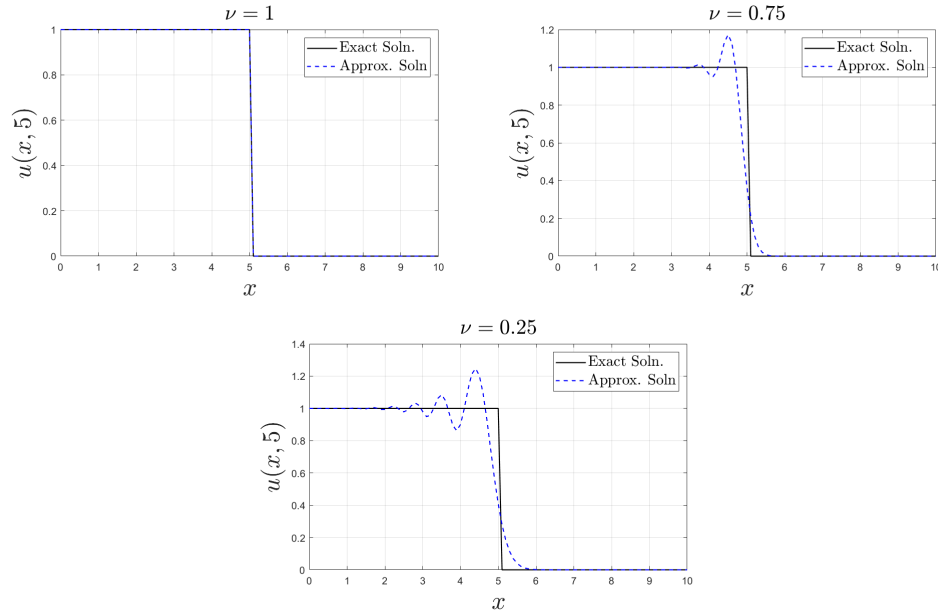 ν = 1
1
0.8
0.6
0.4
0.2
0
u(x, 5)
Exact Soln.
Approx. Soln
0 1 2 3 4 5 6 7 8 9 10
x
ν = 0.75
1.2
1
0.8
0.6
0.4
0.2
0
u(x, 5)
Exact Soln.
Approx. Soln
0 1 2 3 4 5 6 7 8 9 10
x
ν = 0.25
1.4
1.2
1
0.8
0.6
0.4
0.2
0
u(x, 5)
Exact Soln.
Approx. Soln
0 1 2 3 4 5 6 7 8 9 10
x